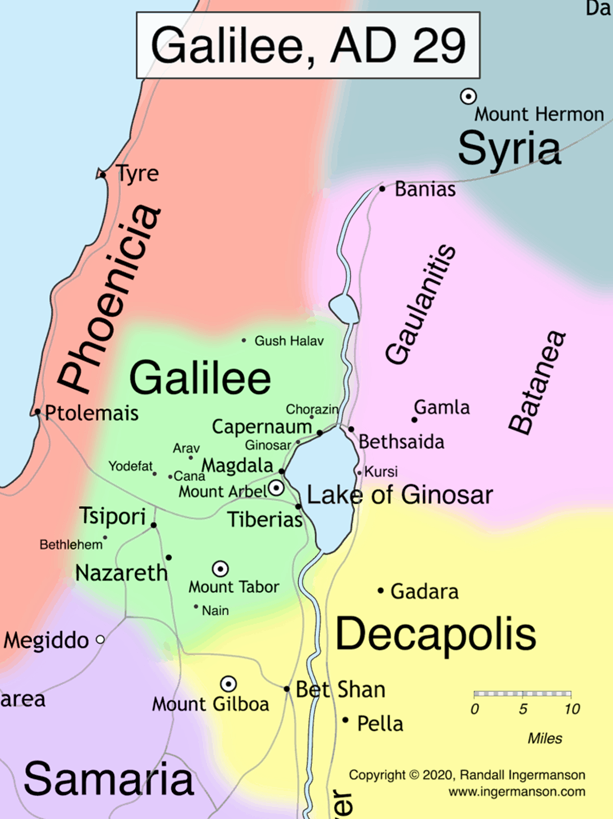 Da
Galilee, AD 29
Mount Hermon
Syria
Tyre
Banias
Phoenicia
Gaulanitis
Batanea
Gush Halav
Galilee
Chorazin
Gamla
Ptolemais
Capernaum
Bethsaida
Ginosar
Arav
Yodefat
Magdala
Kursi
Cana
Mount Arbel
Lake of Ginosar
Tsipori
Tiberias
Bethlehem
Nazareth
Mount Tabor
Gadara
Nain
Decapolis
Megiddo
area
Mount Gilboa
Bet Shan
0 5 10
Pella
Miles
Samaria
er
Copyright © 2020, Randall Ingermanson
www.ingermanson.com